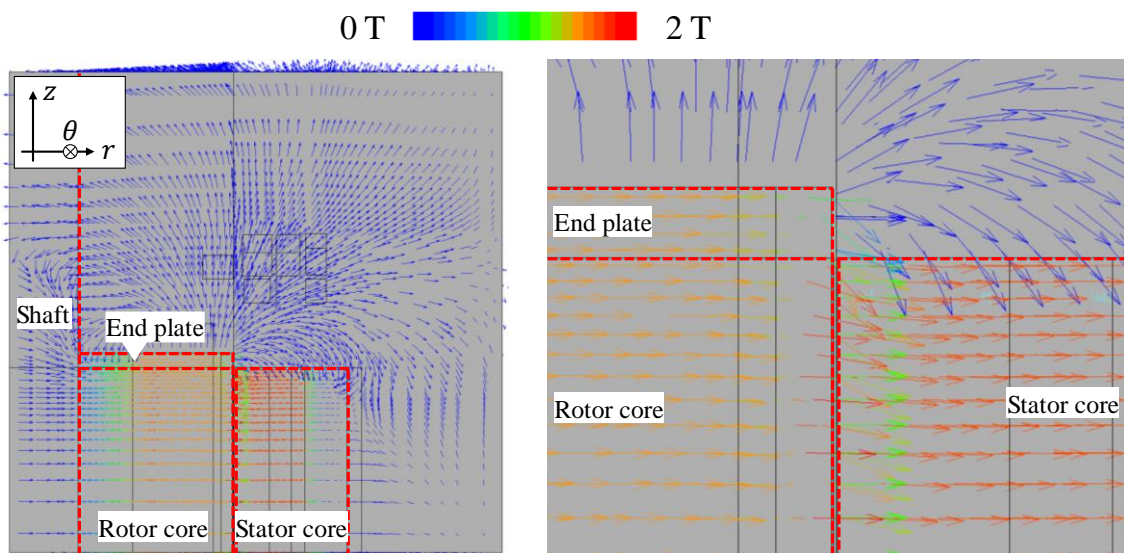 0 T 2 T
z
θ
r
Shaft
End plate
Rotor core
Stator core
End plate
Rotor core
Stator core